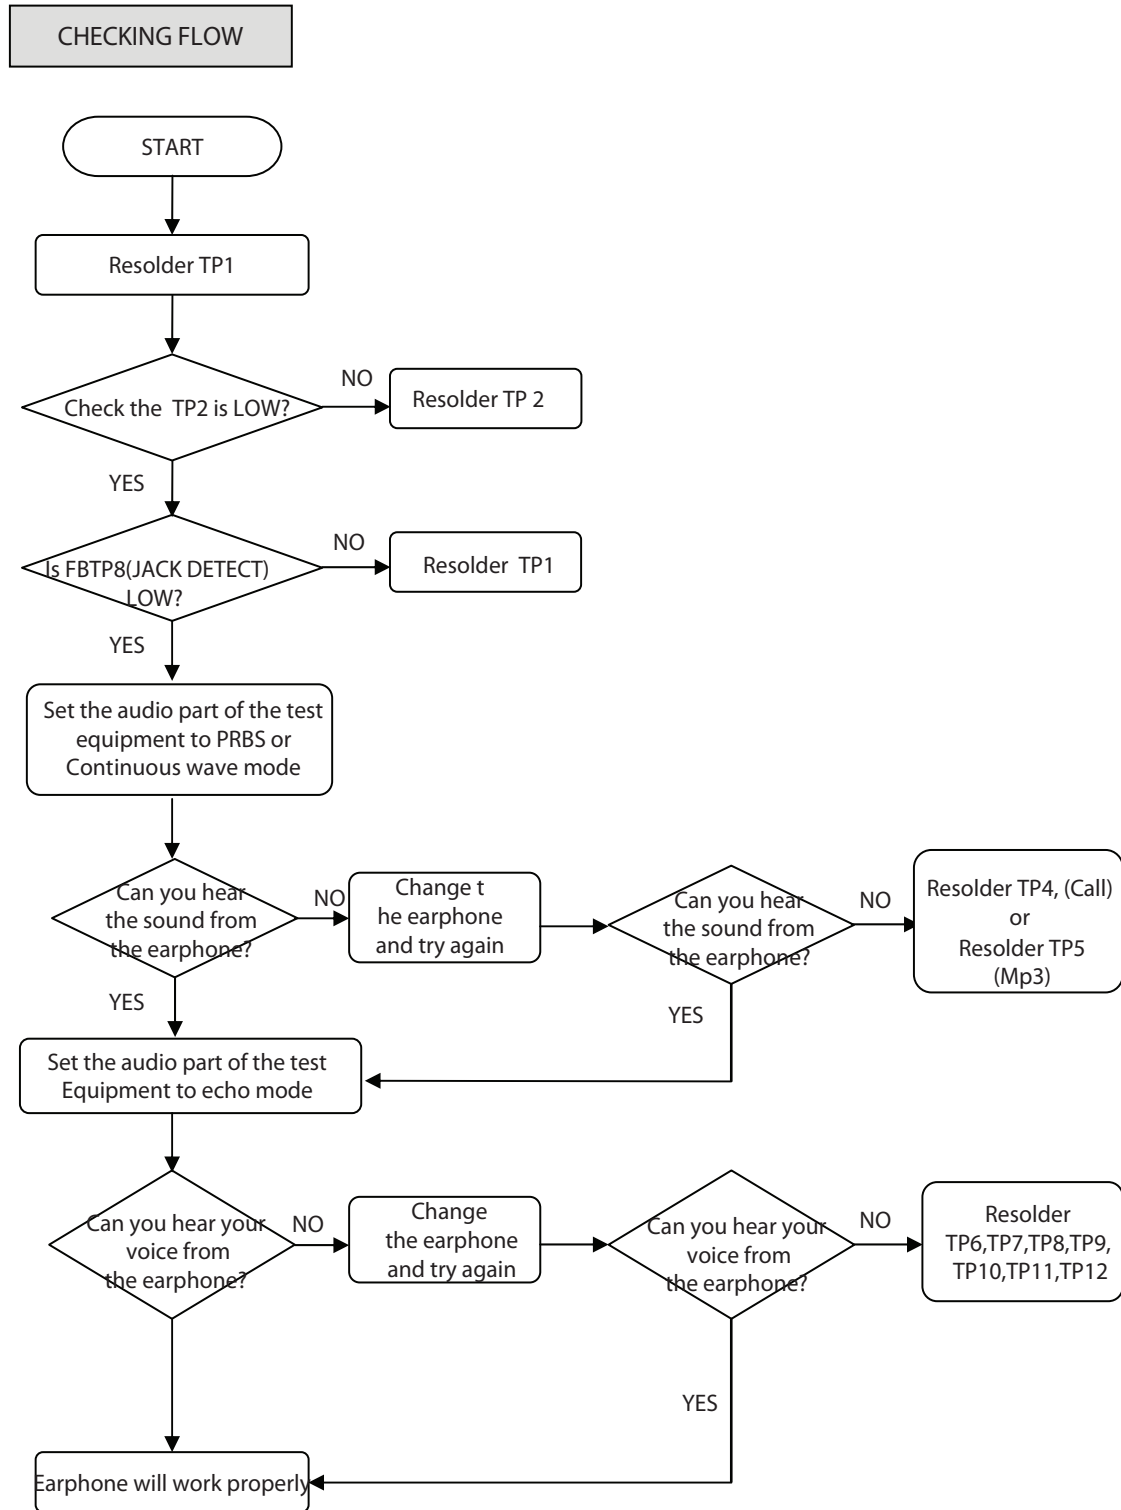 CHECKING FLOW
START
Resolder TP1
Check the TP2 is LOW?
NO
Resolder TP 2
YES
Is FBTP8(JACK DETECT)
LOW?
NO
Resolder TP1
YES
Set the audio part of the test
equipment to PRBS or
Continuous wave mode
Can you hear
the sound from
the earphone?
NO
Change t
he earphone
and try again
Can you hear
the sound from
the earphone?
NO
Resolder TP4, (Call)
or
Resolder TP5
(Mp3)
YES
YES
Set the audio part of the test
Equipment to echo mode
Can you hear your
voice from
the earphone?
NO
Change
the earphone
and try again
Can you hear your
voice from
the earphone?
NO
Resolder
TP6,TP7,TP8,TP9,
TP10,TP11,TP12
YES
Earphone will work properly